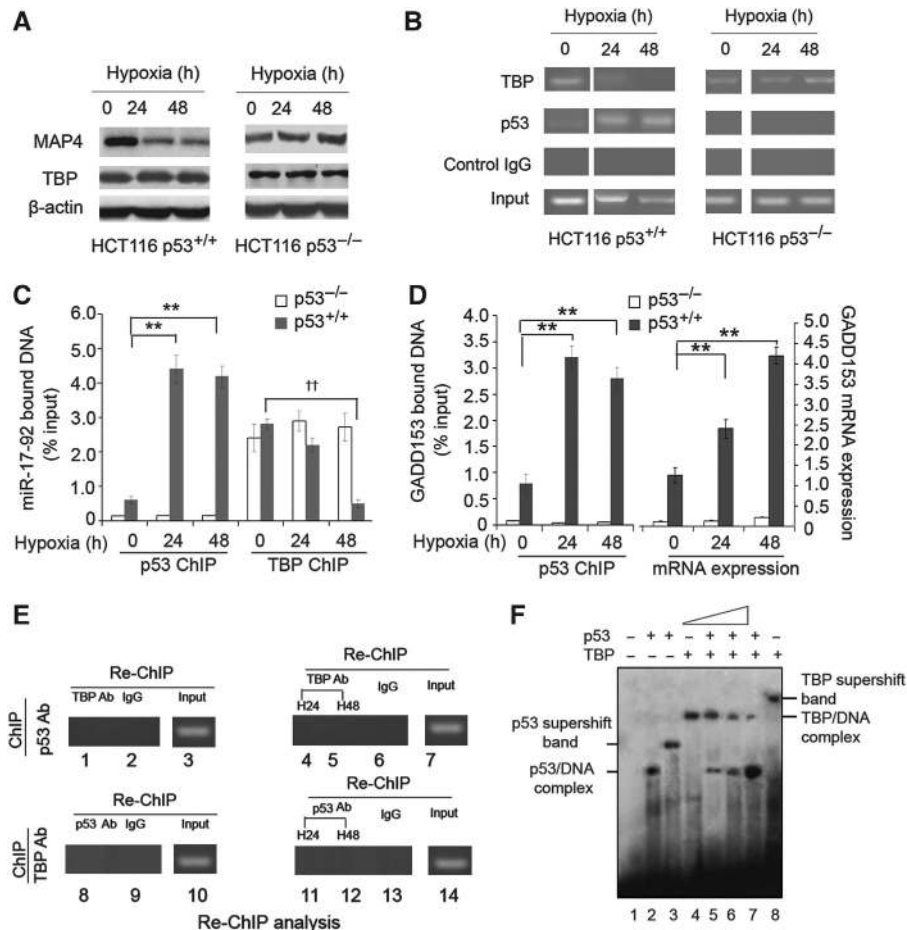 A
Hypoxia (h)
Hypoxia (h)
0 24 48
0 24 48
MAP4
TBP
β-actin
HCT116 p53+/+
HCT116 p53−/−
B
Hypoxia (h)
Hypoxia (h)
0 24 48
0 24 48
TBP
p53
Control IgG
Input
HCT116 p53+/+
HCT116 p53−/−
C
miR-17-92 bound DNA
(% input)
6.0
5.0
4.0
3.0
2.0
1.0
0
p53−/−
p53+/+
**
**
††
Hypoxia (h)
0 24 48 0 24 48
p53 ChIP
TBP ChIP
D
GADD153 bound DNA
(% input)
4.0
3.5
3.0
2.5
2.0
1.5
1.0
0.5
0
p53−/−
p53+/+
**
**
**
**
5.0
4.5
4.0
3.5
3.0
2.5
2.0
1.5
1.0
0.5
0
GADD153 mRNA
expression
Hypoxia (h)
0 24 48 0 24 48
p53 ChIP
mRNA expression
E
Re-ChIP
TBP Ab IgG Input
ChIP
p53 Ab
1 2 3
Re-ChIP
TBP Ab IgG Input
H24 H48
4 5 6 7
Re-ChIP
p53 Ab IgG Input
ChIP
TBP Ab
8 9 10
Re-ChIP
p53 Ab IgG Input
H24 H48
11 12 13 14
Re-ChIP analysis
F
p53 − + + − + + + −
TBP − − − + + + + +
TBP supershift
band
TBP/DNA
complex
p53 supershift
band
p53/DNA
complex
1 2 3 4 5 6 7 8